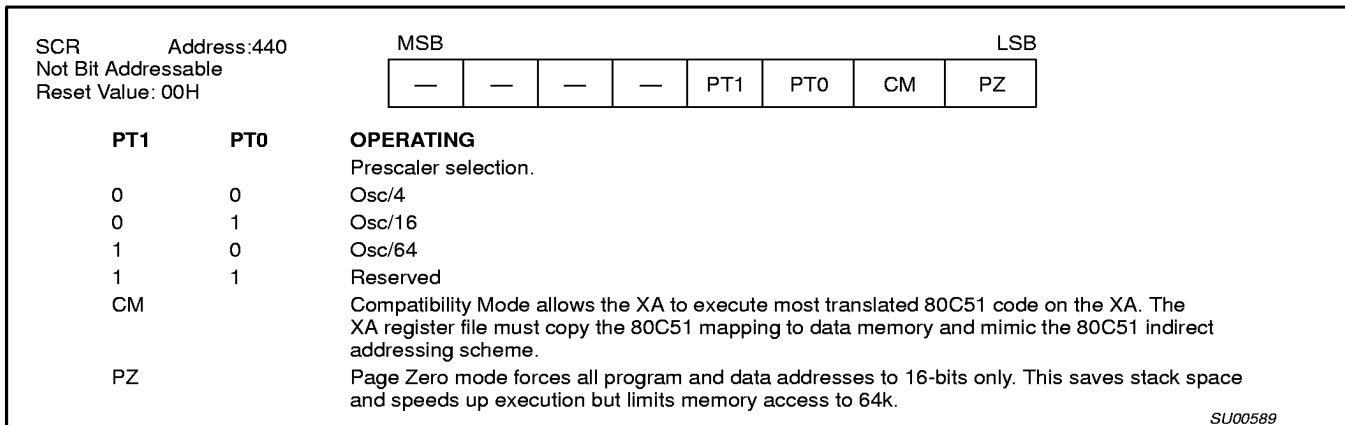 SCR Address:440 MSB LSB
Not Bit Addressable
Reset Value: 00H
— — — — PT1 PT0 CM PZ
PT1 PT0 OPERATING
Prescaler selection.
0 0 Osc/4
0 1 Osc/16
1 0 Osc/64
1 1 Reserved
CM Compatibility Mode allows the XA to execute most translated 80C51 code on the XA. The
XA register file must copy the 80C51 mapping to data memory and mimic the 80C51 indirect
addressing scheme.
PZ Page Zero mode forces all program and data addresses to 16-bits only. This saves stack space
and speeds up execution but limits memory access to 64k.
SU00589